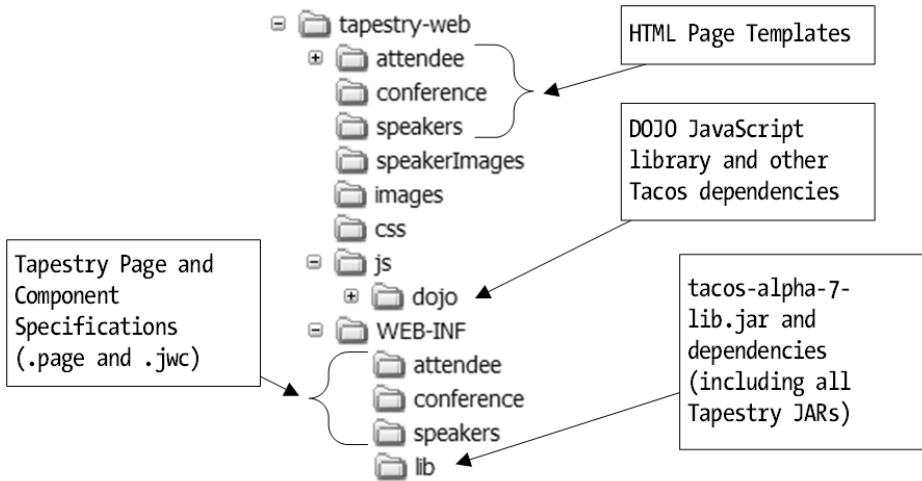 tapestry-web
attendee
conference
speakers
speakerImages
images
css
js
dojo
WEB-INF
attendee
conference
speakers
lib
HTML Page Templates
DOJO JavaScript
library and other
Tacos dependencies
Tapestry Page and
Component
Specifications
(.page and .jwc)
tacos-alpha-7-
lib.jar and
dependencies
(including all
Tapestry JARs)